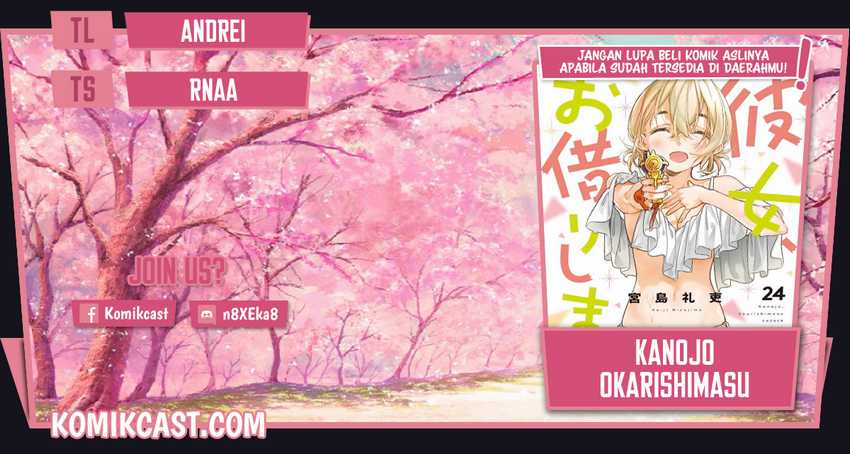 TL ANDREI
TS RNAA
JOIN US?
Komikcast n8XEka8
KOMIKCAST.COM
JANGAN LUPA BELI KOMIK ASLINYA
APABILA SUDAH TERSEDIA DI DAERAHMU!
彼女、
お借りしま
宮島礼吏
24
KANOJO
OKARISHIMASU